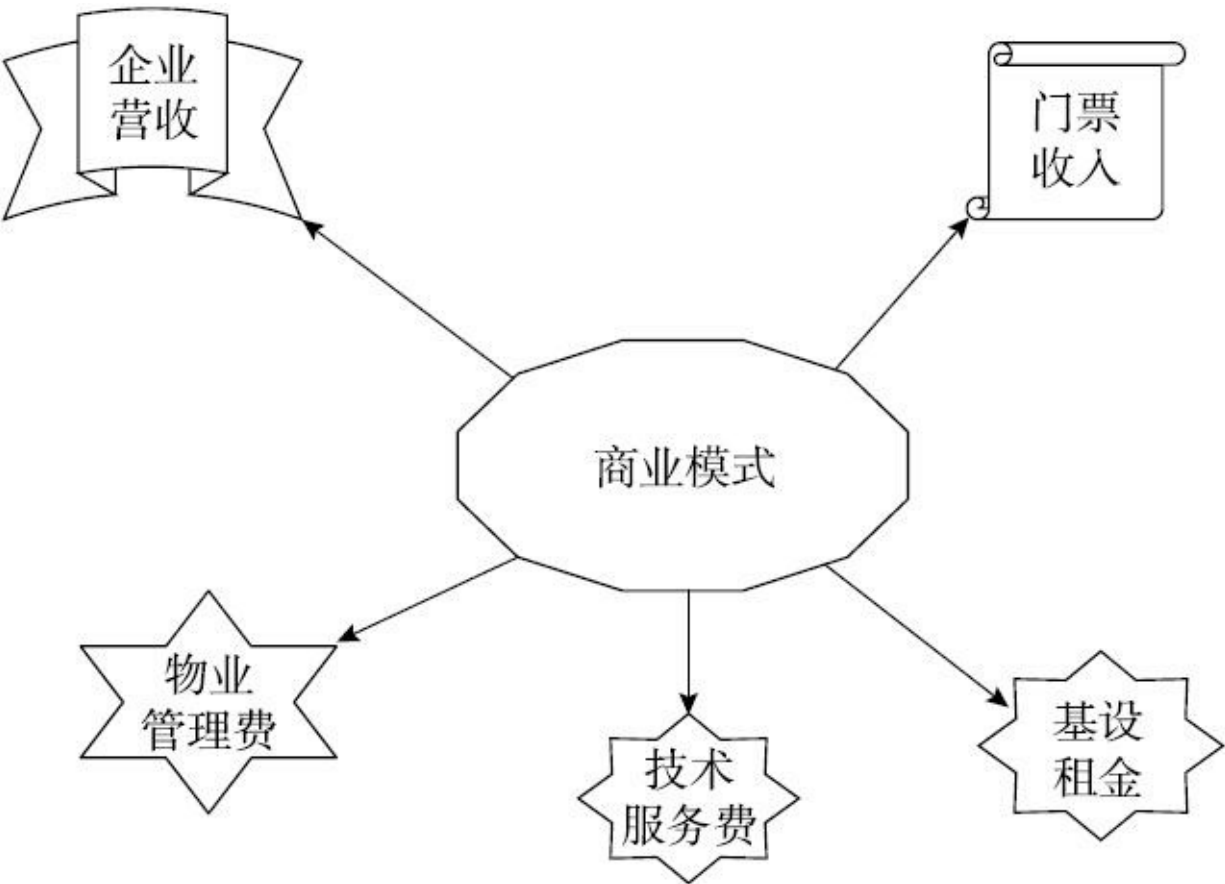 企业
营收
门票
收入
商业模式
物业
管理费
技术
服务费
基设
租金